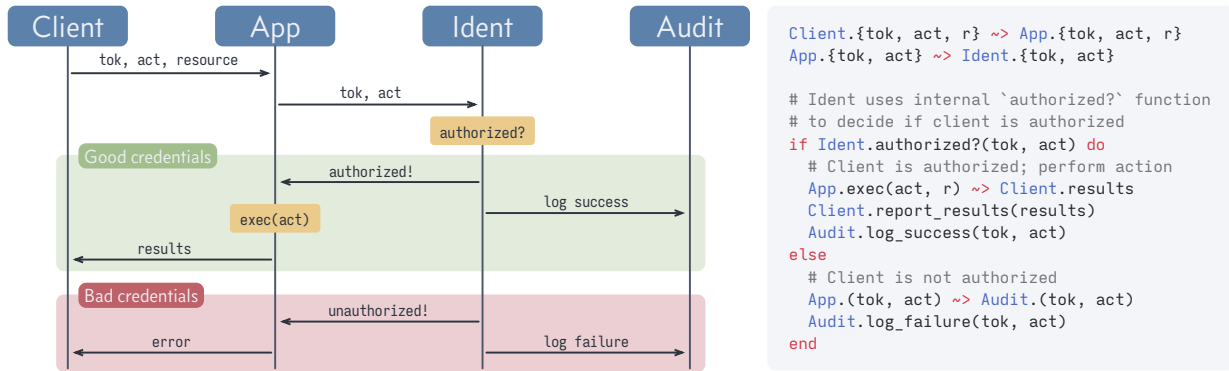 Client App Ident Audit
tok, act, resource
tok, act
authorized?
Good credentials
authorized!
log success
exec(act)
results
Bad credentials
unauthorized!
error
log failure
Client.{tok, act, r} ~> App.{tok, act, r}
App.{tok, act} ~> Ident.{tok, act}
# Ident uses internal `authorized?` function
# to decide if client is authorized
if Ident.authorized?(tok, act) do
# Client is authorized; perform action
App.exec(act, r) ~> Client.results
Client.report_results(results)
Audit.log_success(tok, act)
else
# Client is not authorized
App.(tok, act) ~> Audit.(tok, act)
Audit.log_failure(tok, act)
end